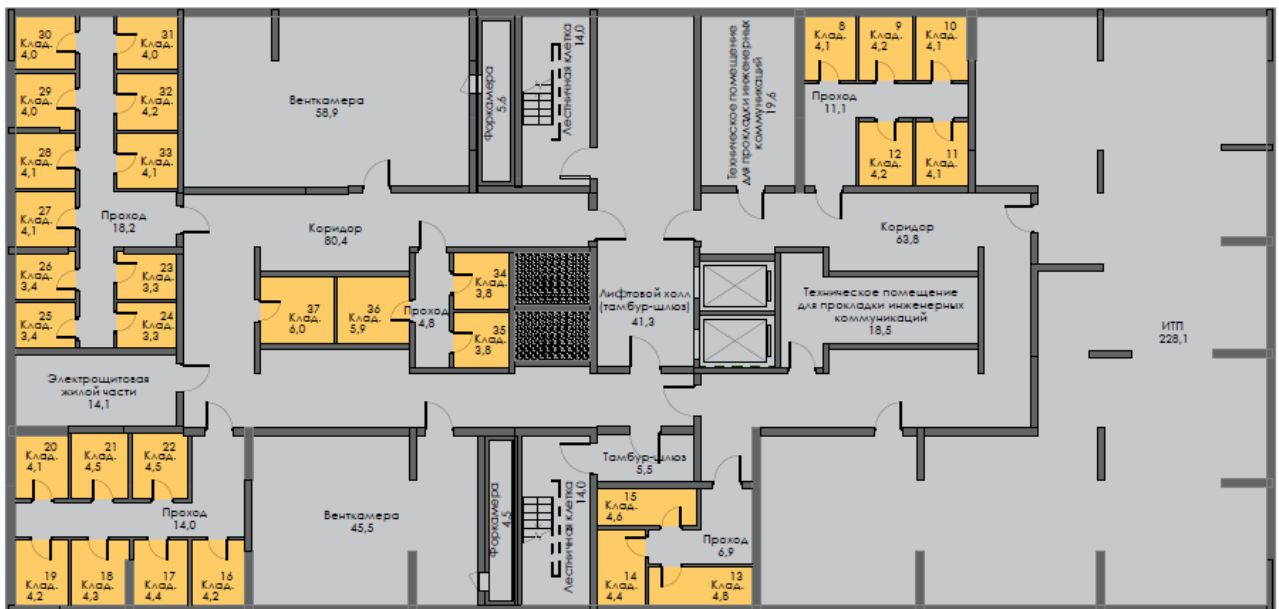 30
Клад.
4,0
31
Клад.
4,0
29
Клад.
4,0
32
Клад.
4,2
28
Клад.
4,1
33
Клад.
4,1
27
Клад.
4,1
Проход
18,2
26
Клад.
3,4
23
Клад.
3,3
25
Клад.
3,4
24
Клад.
3,3
Венткамера
58,9
Форкамера
5,6
Лестничная клетка
14,0
Техническое помещение
для прокладки инженерных
коммуникаций
19,6
8
Клад.
4,1
9
Клад.
4,2
10
Клад.
4,1
Проход
11,1
12
Клад.
4,2
11
Клад.
4,1
Коридор
80,4
Коридор
63,8
37
Клад.
6,0
36
Клад.
5,9
Проход
4,8
34
Клад.
3,8
35
Клад.
3,8
Лифтовой холл
(тамбур-шлюз)
41,3
Техническое помещение
для прокладки инженерных
коммуникаций
18,5
ИТП
228,1
Электрощитовая
жилой части
14,1
20
Клад.
4,1
21
Клад.
4,5
22
Клад.
4,5
Проход
14,0
19
Клад.
4,2
18
Клад.
4,3
17
Клад.
4,4
16
Клад.
4,2
Венткамера
45,5
Форкамера
4,5
Лестничная клетка
14,0
Тамбур-шлюз
5,5
15
Клад.
4,6
Проход
6,9
14
Клад.
4,4
13
Клад.
4,8